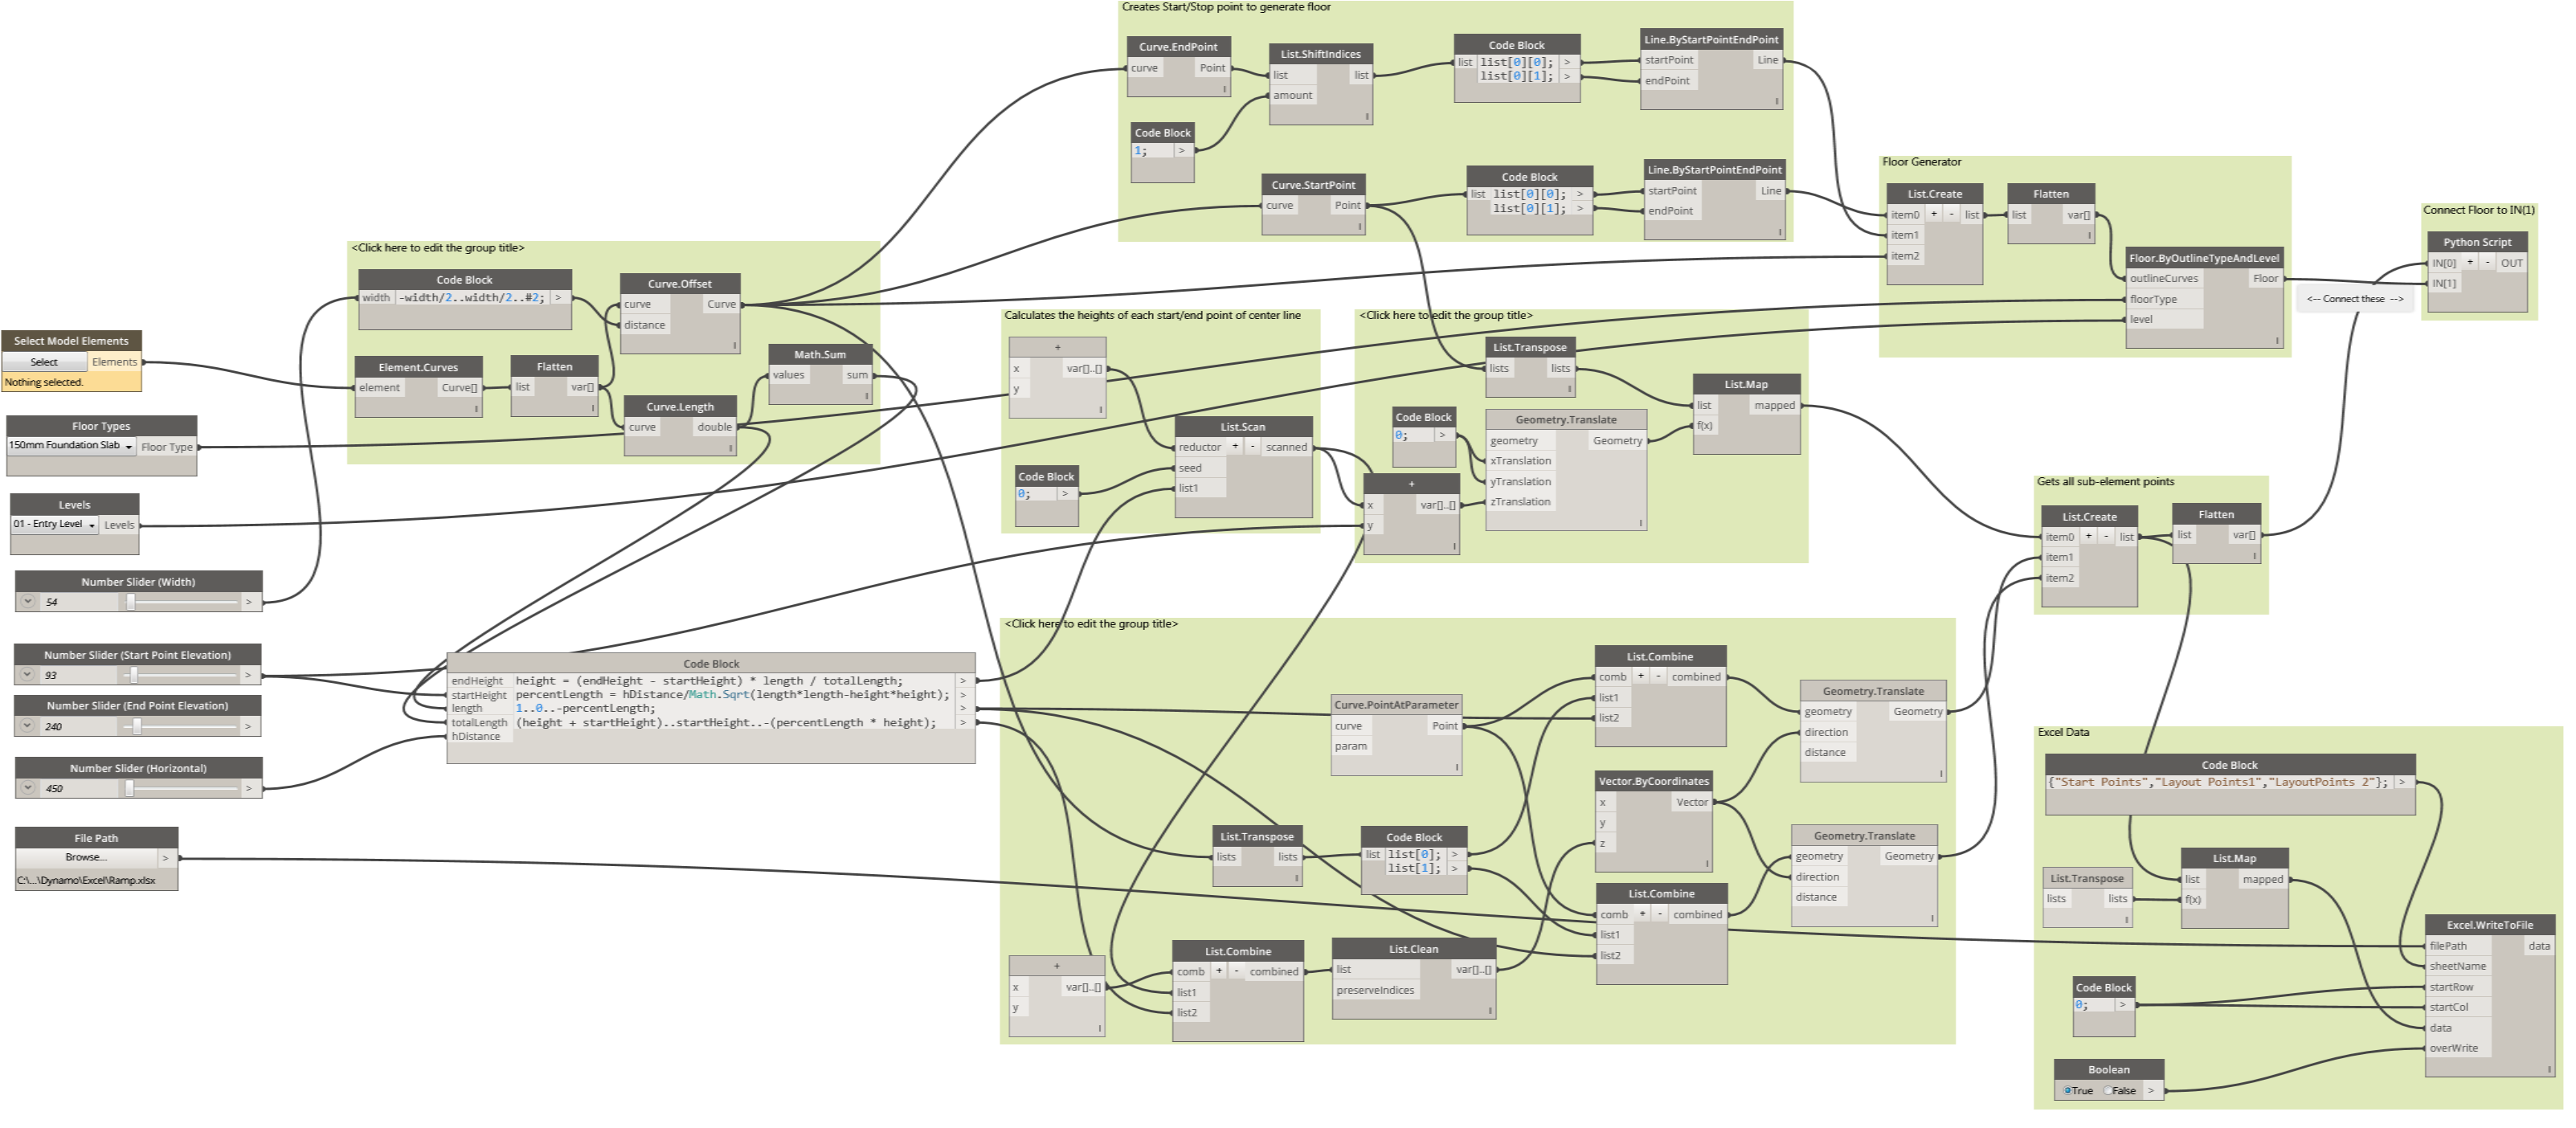 Creates Start/Stop point to generate floor
Curve.EndPoint
curve Point
List.ShiftIndices
list list
amount
Code Block
list list[0][0]; >
list[0][1]; >
Line.ByStartPointEndPoint
startPoint Line
endPoint
Code Block
1; >
Curve.StartPoint
curve Point
Code Block
list list[0][0]; >
list[0][1]; >
Line.ByStartPointEndPoint
startPoint Line
endPoint
Floor Generator
List.Create
item0 + - list
item1
item2
Flatten
list var[]
Floor.ByOutlineTypeAndLevel
outlineCurves Floor
floorType
level
<-- Connect these -->
Connect Floor to IN(1)
Python Script
IN[0] + - OUT
IN[1]
<Click here to edit the group title>
Code Block
width -width/2..width/2..#2; >
Curve.Offset
curve Curve
distance
Element.Curves
element Curve[]
Flatten
list var[]
Curve.Length
curve double
Math.Sum
values sum
Select Model Elements
Select Elements
Nothing selected.
Floor Types
150mm Foundation Slab Floor Type
Levels
01 - Entry Level Levels
Number Slider (Width)
54 >
Number Slider (Start Point Elevation)
93 >
Number Slider (End Point Elevation)
240 >
Number Slider (Horizontal)
450 >
File Path
Browse... >
C:\...\Dynamo\Excel\Ramp.xlsx
Code Block
endHeight height = (endHeight - startHeight) * length / totalLength; >
startHeight percentLength = hDistance/Math.Sqrt(length*length-height*height); >
length 1..0..-percentLength; >
totalLength (height + startHeight)..startHeight..-(percentLength * height); >
hDistance
Calculates the heights of each start/end point of center line
+
x var[]..[]
y
List.Scan
reductor + - scanned
seed
list1
Code Block
0; >
<Click here to edit the group title>
List.Transpose
lists lists
List.Map
list mapped
f(x)
Code Block
0; >
Geometry.Translate
geometry Geometry
xTranslation
yTranslation
zTranslation
+
x var[]..[]
y
Gets all sub-element points
List.Create
item0 + - list
item1
item2
Flatten
list var[]
<Click here to edit the group title>
List.Combine
comb + - combined
list1
list2
Curve.PointAtParameter
curve Point
param
Geometry.Translate
geometry Geometry
direction
distance
Vector.ByCoordinates
x Vector
y
z
List.Transpose
lists lists
Code Block
list list[0]; >
list[1]; >
Geometry.Translate
geometry Geometry
direction
distance
List.Combine
comb + - combined
list1
list2
+
x var[]..[]
y
List.Combine
comb + - combined
list1
list2
List.Clean
list var[]..[]
preserveIndices
Excel Data
Code Block
{"Start Points","Layout Points1","LayoutPoints 2"}; >
List.Transpose
lists lists
List.Map
list mapped
f(x)
Excel.WriteToFile
filePath data
sheetName
startRow
startCol
data
overWrite
Code Block
0; >
Boolean
True False >